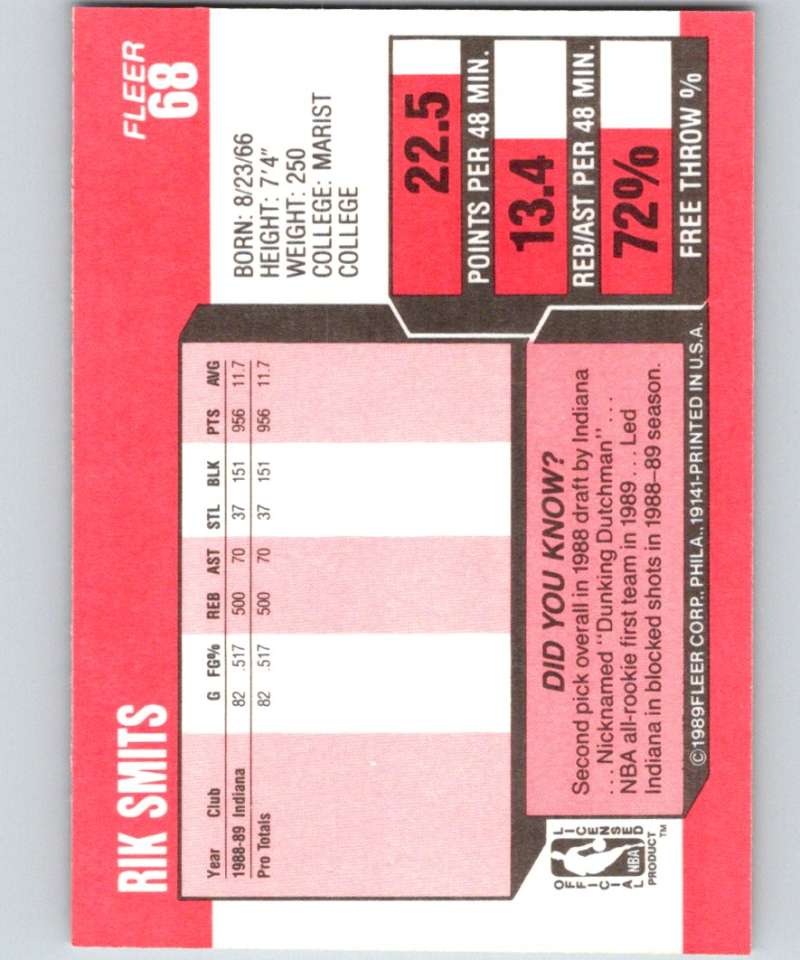 RIK SMITS
FLEER
68
Year Club G FG% REB AST STL BLK PTS AVG
1988-89 Indiana 82 .517 500 70 37 151 956 11.7
Pro Totals 82 .517 500 70 37 151 956 11.7
BORN: 8/23/66
HEIGHT: 7'4"
WEIGHT: 250
COLLEGE: MARIST
COLLEGE
22.5
POINTS PER 48 MIN.
13.4
REB/AST PER 48 MIN.
72%
FREE THROW %
DID YOU KNOW?
Second pick overall in 1988 draft by Indiana
... Nicknamed "Dunking Dutchman" ....
NBA all-rookie first team in 1989 ... Led
Indiana in blocked shots in 1988-89 season.
OFFICIAL LICENSED
NBA
PRODUCT™
©1989FLEER CORP., PHILA., 19141-PRINTED IN U.S.A.